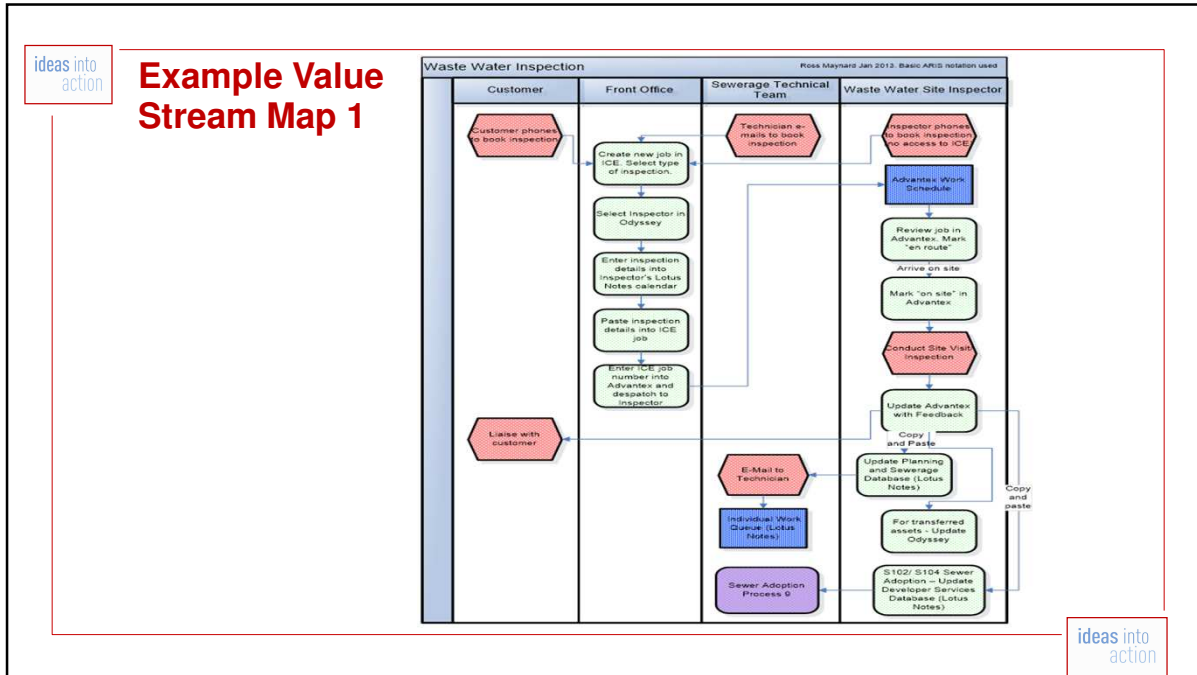 ideas into
action
Example Value
Stream Map 1
Waste Water Inspection
Ross Maynard Jan 2013. Basic ARIS notation used
Customer
Front Office
Sewerage Technical
Team
Waste Water Site Inspector
Customer phones
to book inspection
Technician e-
mails to book
inspection
Inspector phones
to book inspection
(no access to ICE)
Create new job in
ICE. Select type
of inspection.
Advantex Work
Schedule
Select Inspector in
Odyssey
Review job in
Advantex. Mark
"en route"
Arrive on site
Enter inspection
details into
Inspector's Lotus
Notes calendar
Mark "on site" in
Advantex
Paste inspection
details into ICE
job
Conduct Site Visit/
Inspection
Enter ICE job
number into
Advantex and
despatch to
Inspector
Update Advantex
with Feedback
Liaise with
customer
Copy
and Paste
E-Mail to
Technician
Update Planning
and Sewerage
Database (Lotus
Notes)
Copy
and
paste
Individual Work
Queue (Lotus
Notes)
For transferred
assets - Update
Odyssey
Sewer Adoption
Process 9
S102/ S104 Sewer
Adoption – Update
Developer Services
Database (Lotus
Notes)
ideas into
action